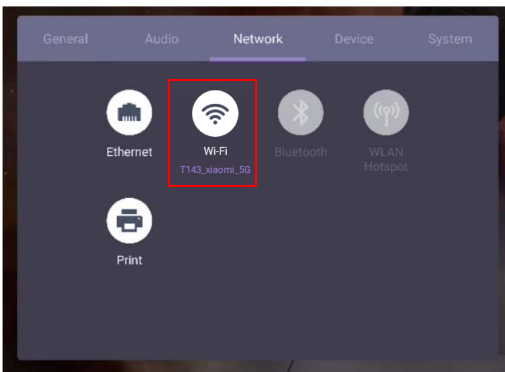 General Audio Network Device System
Ethernet Wi-Fi Bluetooth WLAN
T143_xiaomi_5G Hotspot
Print